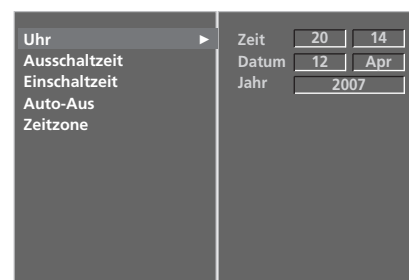 Uhr ►
Ausschaltzeit
Einschaltzeit
Auto-Aus
Zeitzone
Zeit 20 14
Datum 12 Apr
Jahr 2007